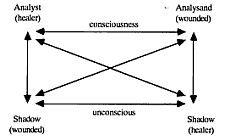 Analyst
(healer)
Analysand
(wounded)
consciousness
unconscious
Shadow
(wounded)
Shadow
(healer)